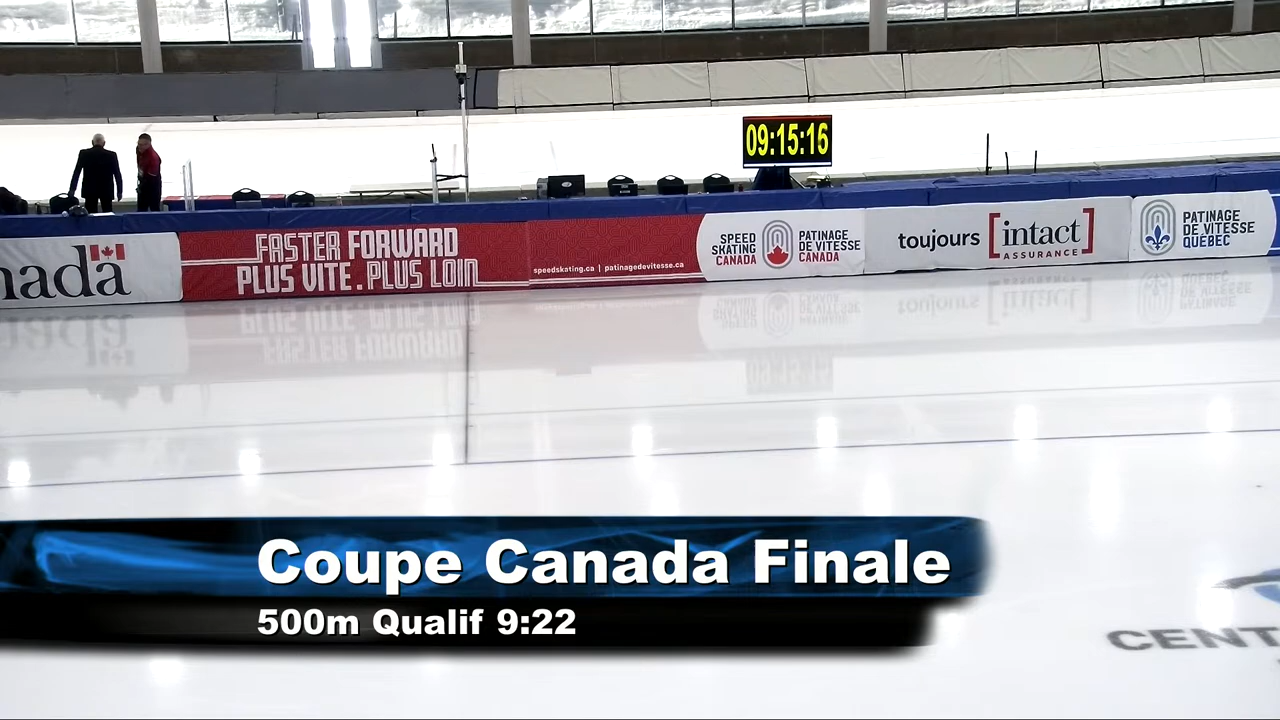 09:15:16
nada
FASTER FORWARD
PLUS VITE. PLUS LOIN
speedskating.ca | patinagedevitesse.ca
SPEED
SKATING
CANADA
PATINAGE
DE VITESSE
CANADA
toujours [intact]
ASSURANCE
PATINAGE
DE VITESSE
QUÉBEC
Coupe Canada Finale
500m Qualif 9:22
CENT